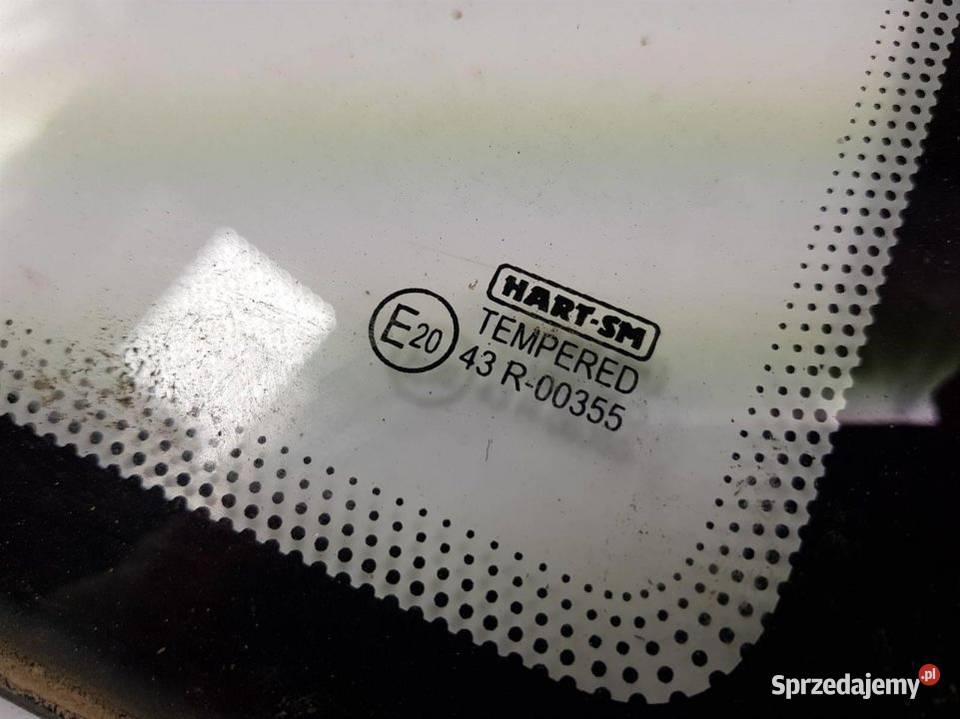 HART-SM
E20
TEMPERED
43 R-00355
Sprzedajemy.pl